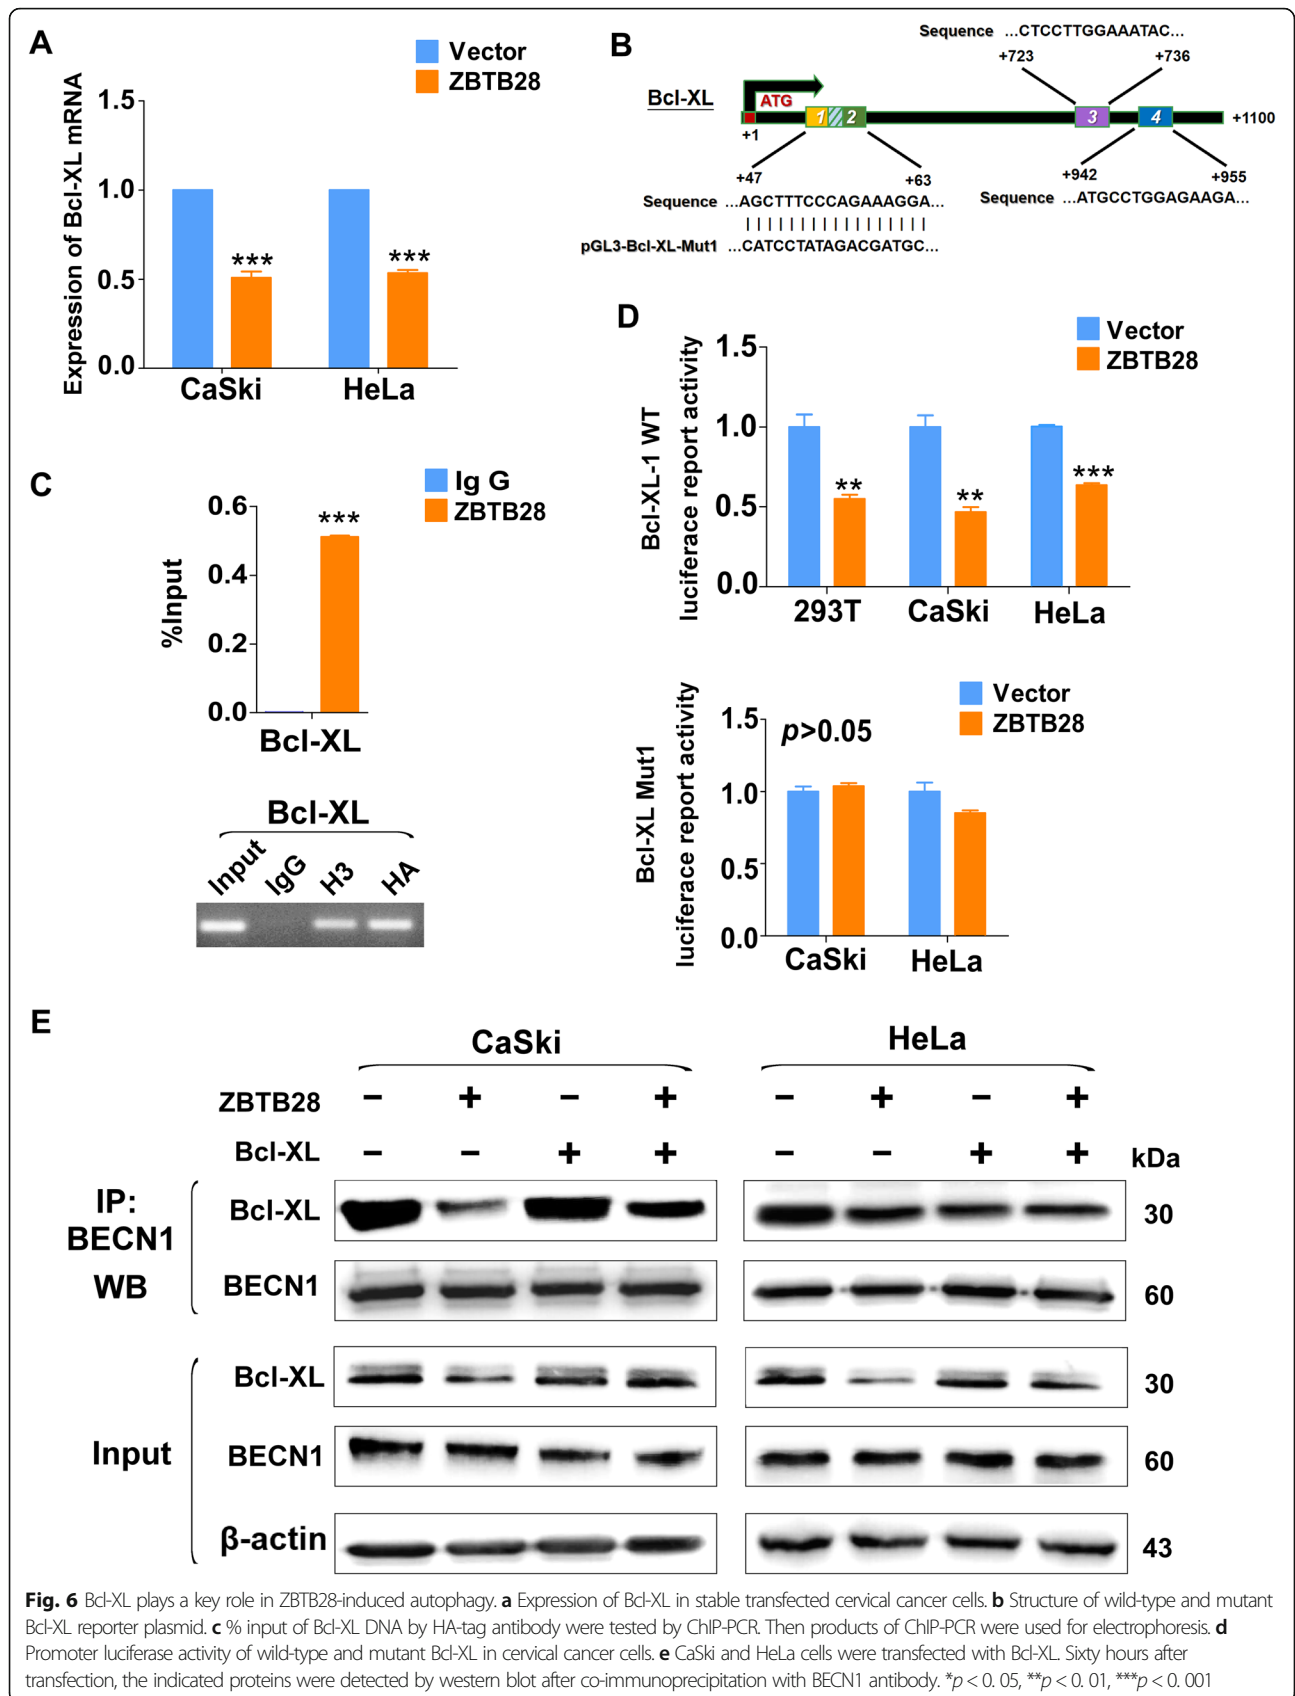 A
Vector
ZBTB28
Expression of Bcl-XL mRNA
1.5
1.0
0.5
0.0
***
***
CaSki
HeLa
B
Sequence ...CTCCTTGGAAATAC...
+723
+736
Bcl-XL
ATG
1
2
3
4
+1
+1100
+47
+63
+942
+955
Sequence ...AGCTTTCCCAGAAAGGA...
Sequence ...ATGCCTGGAGAAGA...
pGL3-Bcl-XL-Mut1 ...CATCCTATAGACGATGC...
C
Ig G
ZBTB28
%Input
0.6
0.4
0.2
0.0
***
Bcl-XL
Bcl-XL
Input
IgG
H3
HA
D
Vector
ZBTB28
Bcl-XL-1 WT
luciferace report activity
1.5
1.0
0.5
0.0
**
**
***
293T
CaSki
HeLa
Vector
ZBTB28
Bcl-XL Mut1
luciferace report activity
1.5
1.0
0.5
0.0
p>0.05
CaSki
HeLa
E
CaSki
HeLa
ZBTB28 − + − + − + − +
Bcl-XL − − + + − − + +
kDa
IP:
BECN1
WB
Bcl-XL
30
BECN1
60
Input
Bcl-XL
30
BECN1
60
β-actin
43
Fig. 6 Bcl-XL plays a key role in ZBTB28-induced autophagy. a Expression of Bcl-XL in stable transfected cervical cancer cells. b Structure of wild-type and mutant
Bcl-XL reporter plasmid. c % input of Bcl-XL DNA by HA-tag antibody were tested by ChIP-PCR. Then products of ChIP-PCR were used for electrophoresis. d
Promoter luciferase activity of wild-type and mutant Bcl-XL in cervical cancer cells. e CaSki and HeLa cells were transfected with Bcl-XL. Sixty hours after
transfection, the indicated proteins were detected by western blot after co-immunoprecipitation with BECN1 antibody. *p < 0. 05, **p < 0. 01, ***p < 0. 001